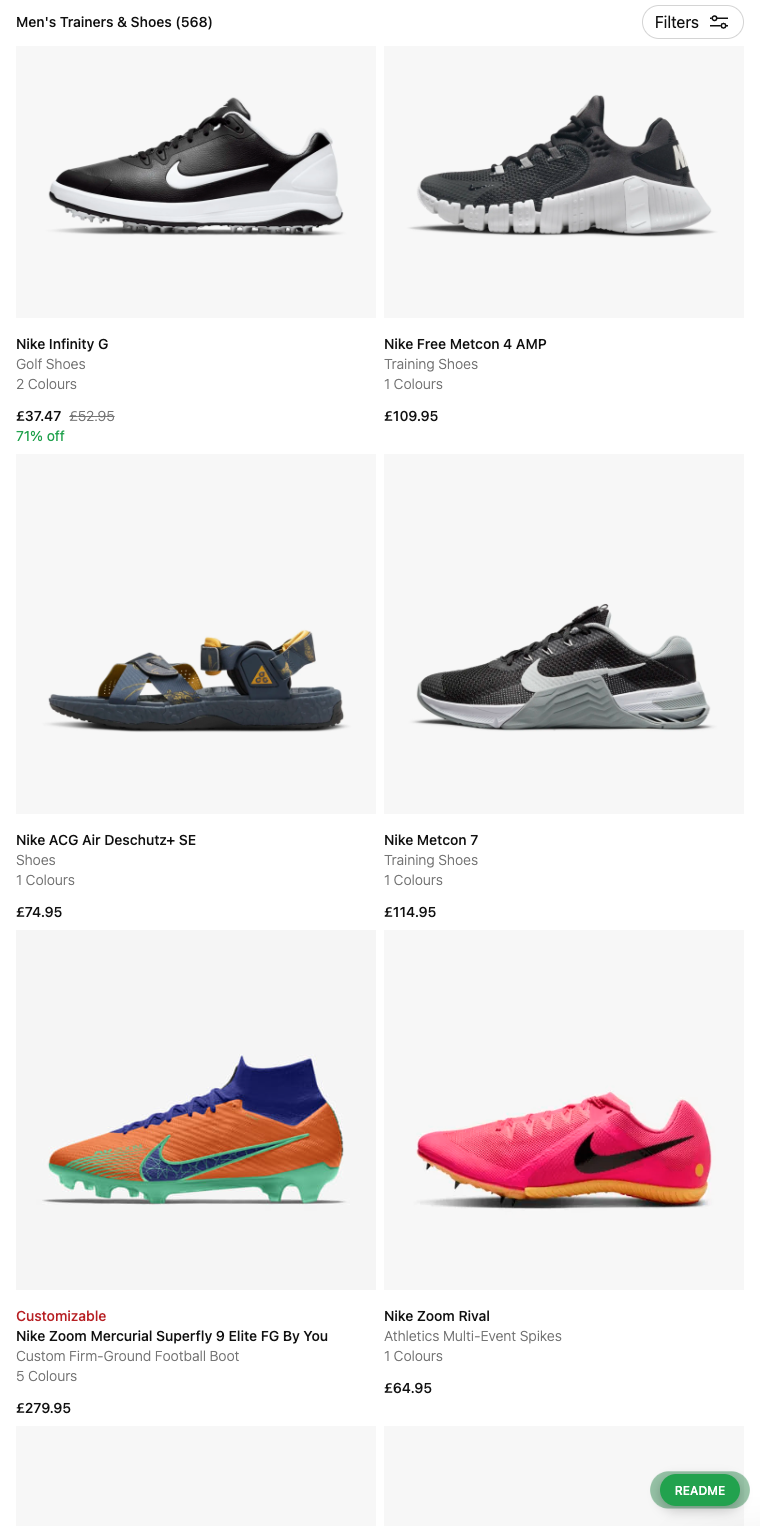 Men's Trainers & Shoes (568)
Filters
Nike Infinity G
Golf Shoes
2 Colours
£37.47 £52.95
71% off
Nike Free Metcon 4 AMP
Training Shoes
1 Colours
£109.95
Nike ACG Air Deschutz+ SE
Shoes
1 Colours
£74.95
Nike Metcon 7
Training Shoes
1 Colours
£114.95
Customizable
Nike Zoom Mercurial Superfly 9 Elite FG By You
Custom Firm-Ground Football Boot
5 Colours
£279.95
Nike Zoom Rival
Athletics Multi-Event Spikes
1 Colours
£64.95
README